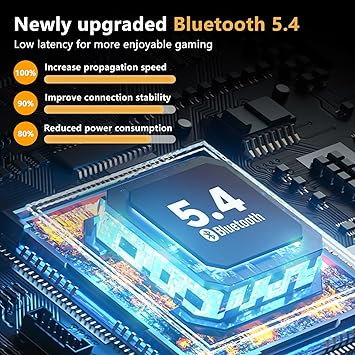 Newly upgraded Bluetooth 5.4
Low latency for more enjoyable gaming
100% Increase propagation speed
90% Improve connection stability
80% Reduced power consumption
5.4
Bluetooth